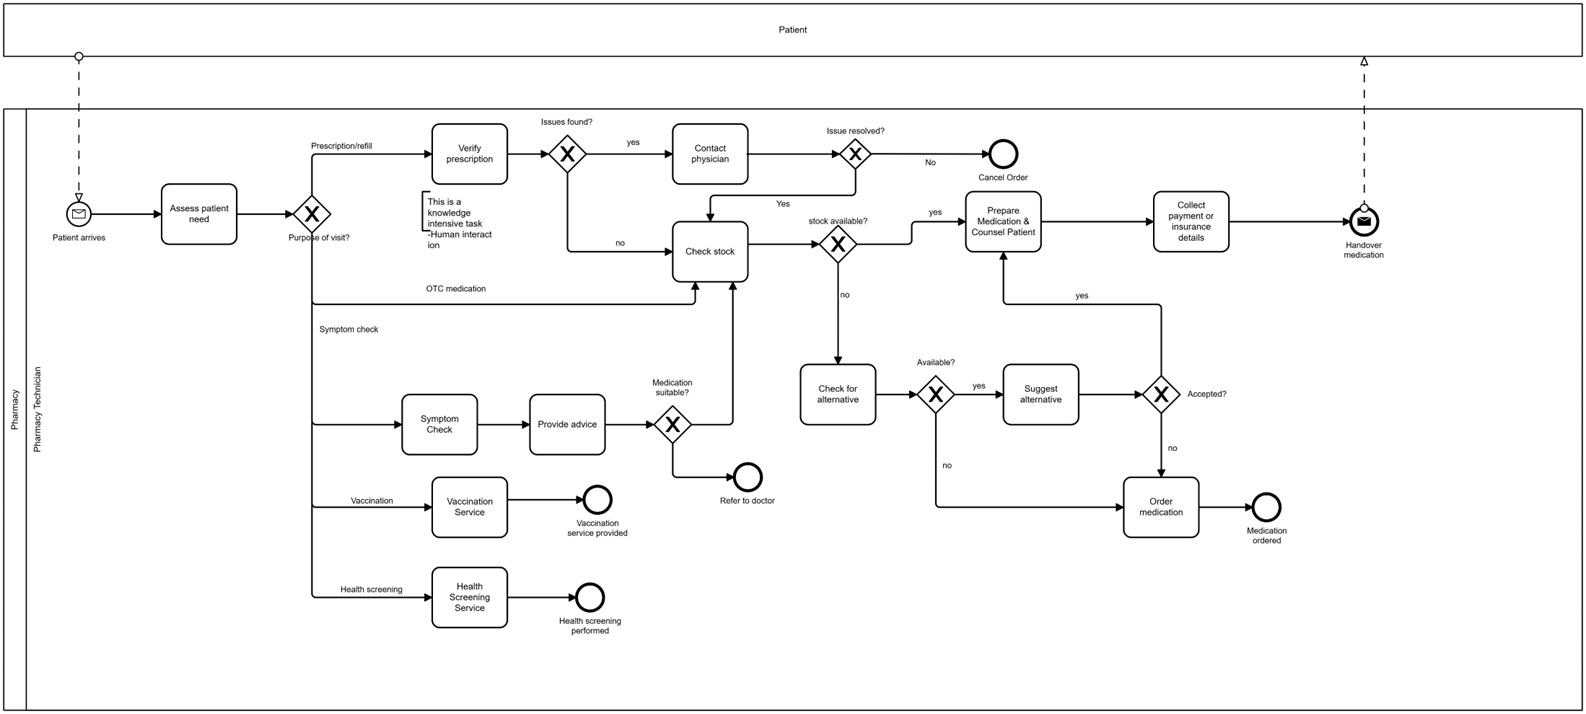 Patient
Pharmacy
Pharmacy Technician
Patient arrives
Assess patient
need
Purpose of visit?
Prescription/refill
Verify
prescription
This is a
knowledge
intensive task
-Human interact
ion
Issues found?
yes
no
Contact
physician
Issue resolved?
No
Cancel Order
Yes
Check stock
OTC medication
stock available?
yes
no
Prepare
Medication &
Counsel Patient
Collect
payment or
insurance
details
Handover
medication
Symptom check
Symptom
Check
Provide advice
Medication
suitable?
Refer to doctor
Check for
alternative
Available?
yes
no
Suggest
alternative
Accepted?
yes
no
Order
medication
Medication
ordered
Vaccination
Vaccination
Service
Vaccination
service provided
Health screening
Health
Screening
Service
Health screening
performed